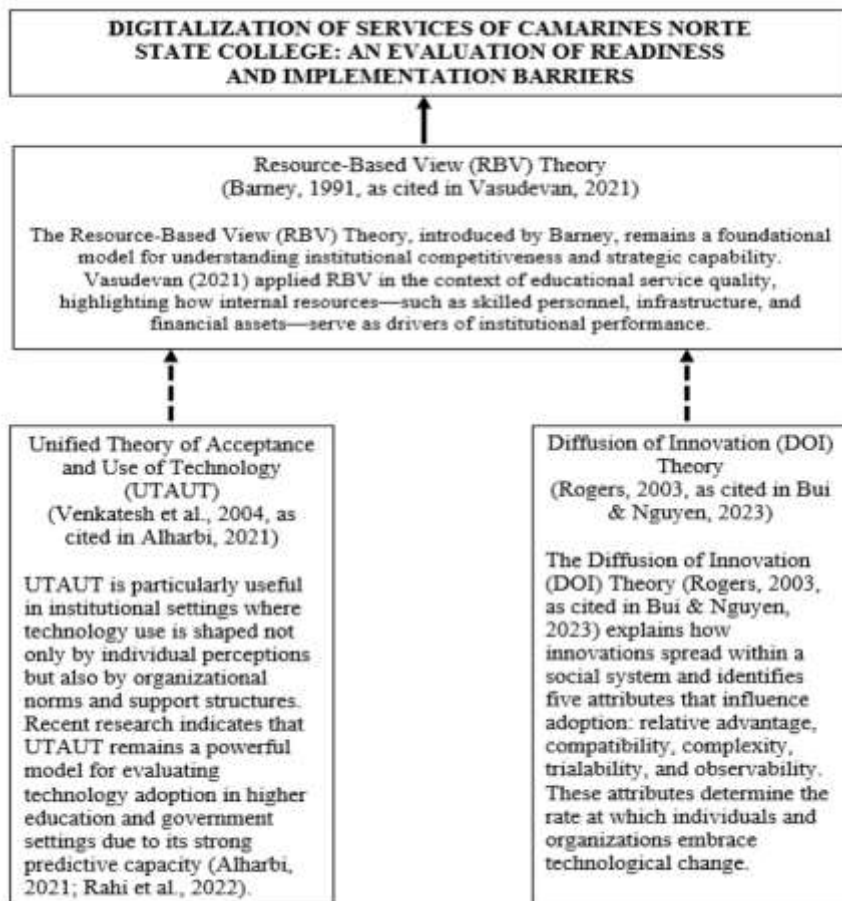 DIGITALIZATION OF SERVICES OF CAMARINES NORTE
STATE COLLEGE: AN EVALUATION OF READINESS
AND IMPLEMENTATION BARRIERS
Resource-Based View (RBV) Theory
(Barney, 1991, as cited in Vasudevan, 2021)
The Resource-Based View (RBV) Theory, introduced by Barney, remains a foundational
model for understanding institutional competitiveness and strategic capability.
Vasudevan (2021) applied RBV in the context of educational service quality,
highlighting how internal resources—such as skilled personnel, infrastructure, and
financial assets—serve as drivers of institutional performance.
Unified Theory of Acceptance
and Use of Technology
(UTAUT)
(Venkatesh et al., 2004, as
cited in Alharbi, 2021)
UTAUT is particularly useful
in institutional settings where
technology use is shaped not
only by individual perceptions
but also by organizational
norms and support structures.
Recent research indicates that
UTAUT remains a powerful
model for evaluating
technology adoption in higher
education and government
settings due to its strong
predictive capacity (Alharbi,
2021; Rahi et al., 2022).
Diffusion of Innovation (DOI)
Theory
(Rogers, 2003, as cited in Bui
& Nguyen, 2023)
The Diffusion of Innovation
(DOI) Theory (Rogers, 2003,
as cited in Bui & Nguyen,
2023) explains how
innovations spread within a
social system and identifies
five attributes that influence
adoption: relative advantage,
compatibility, complexity,
trialability, and observability.
These attributes determine the
rate at which individuals and
organizations embrace
technological change.